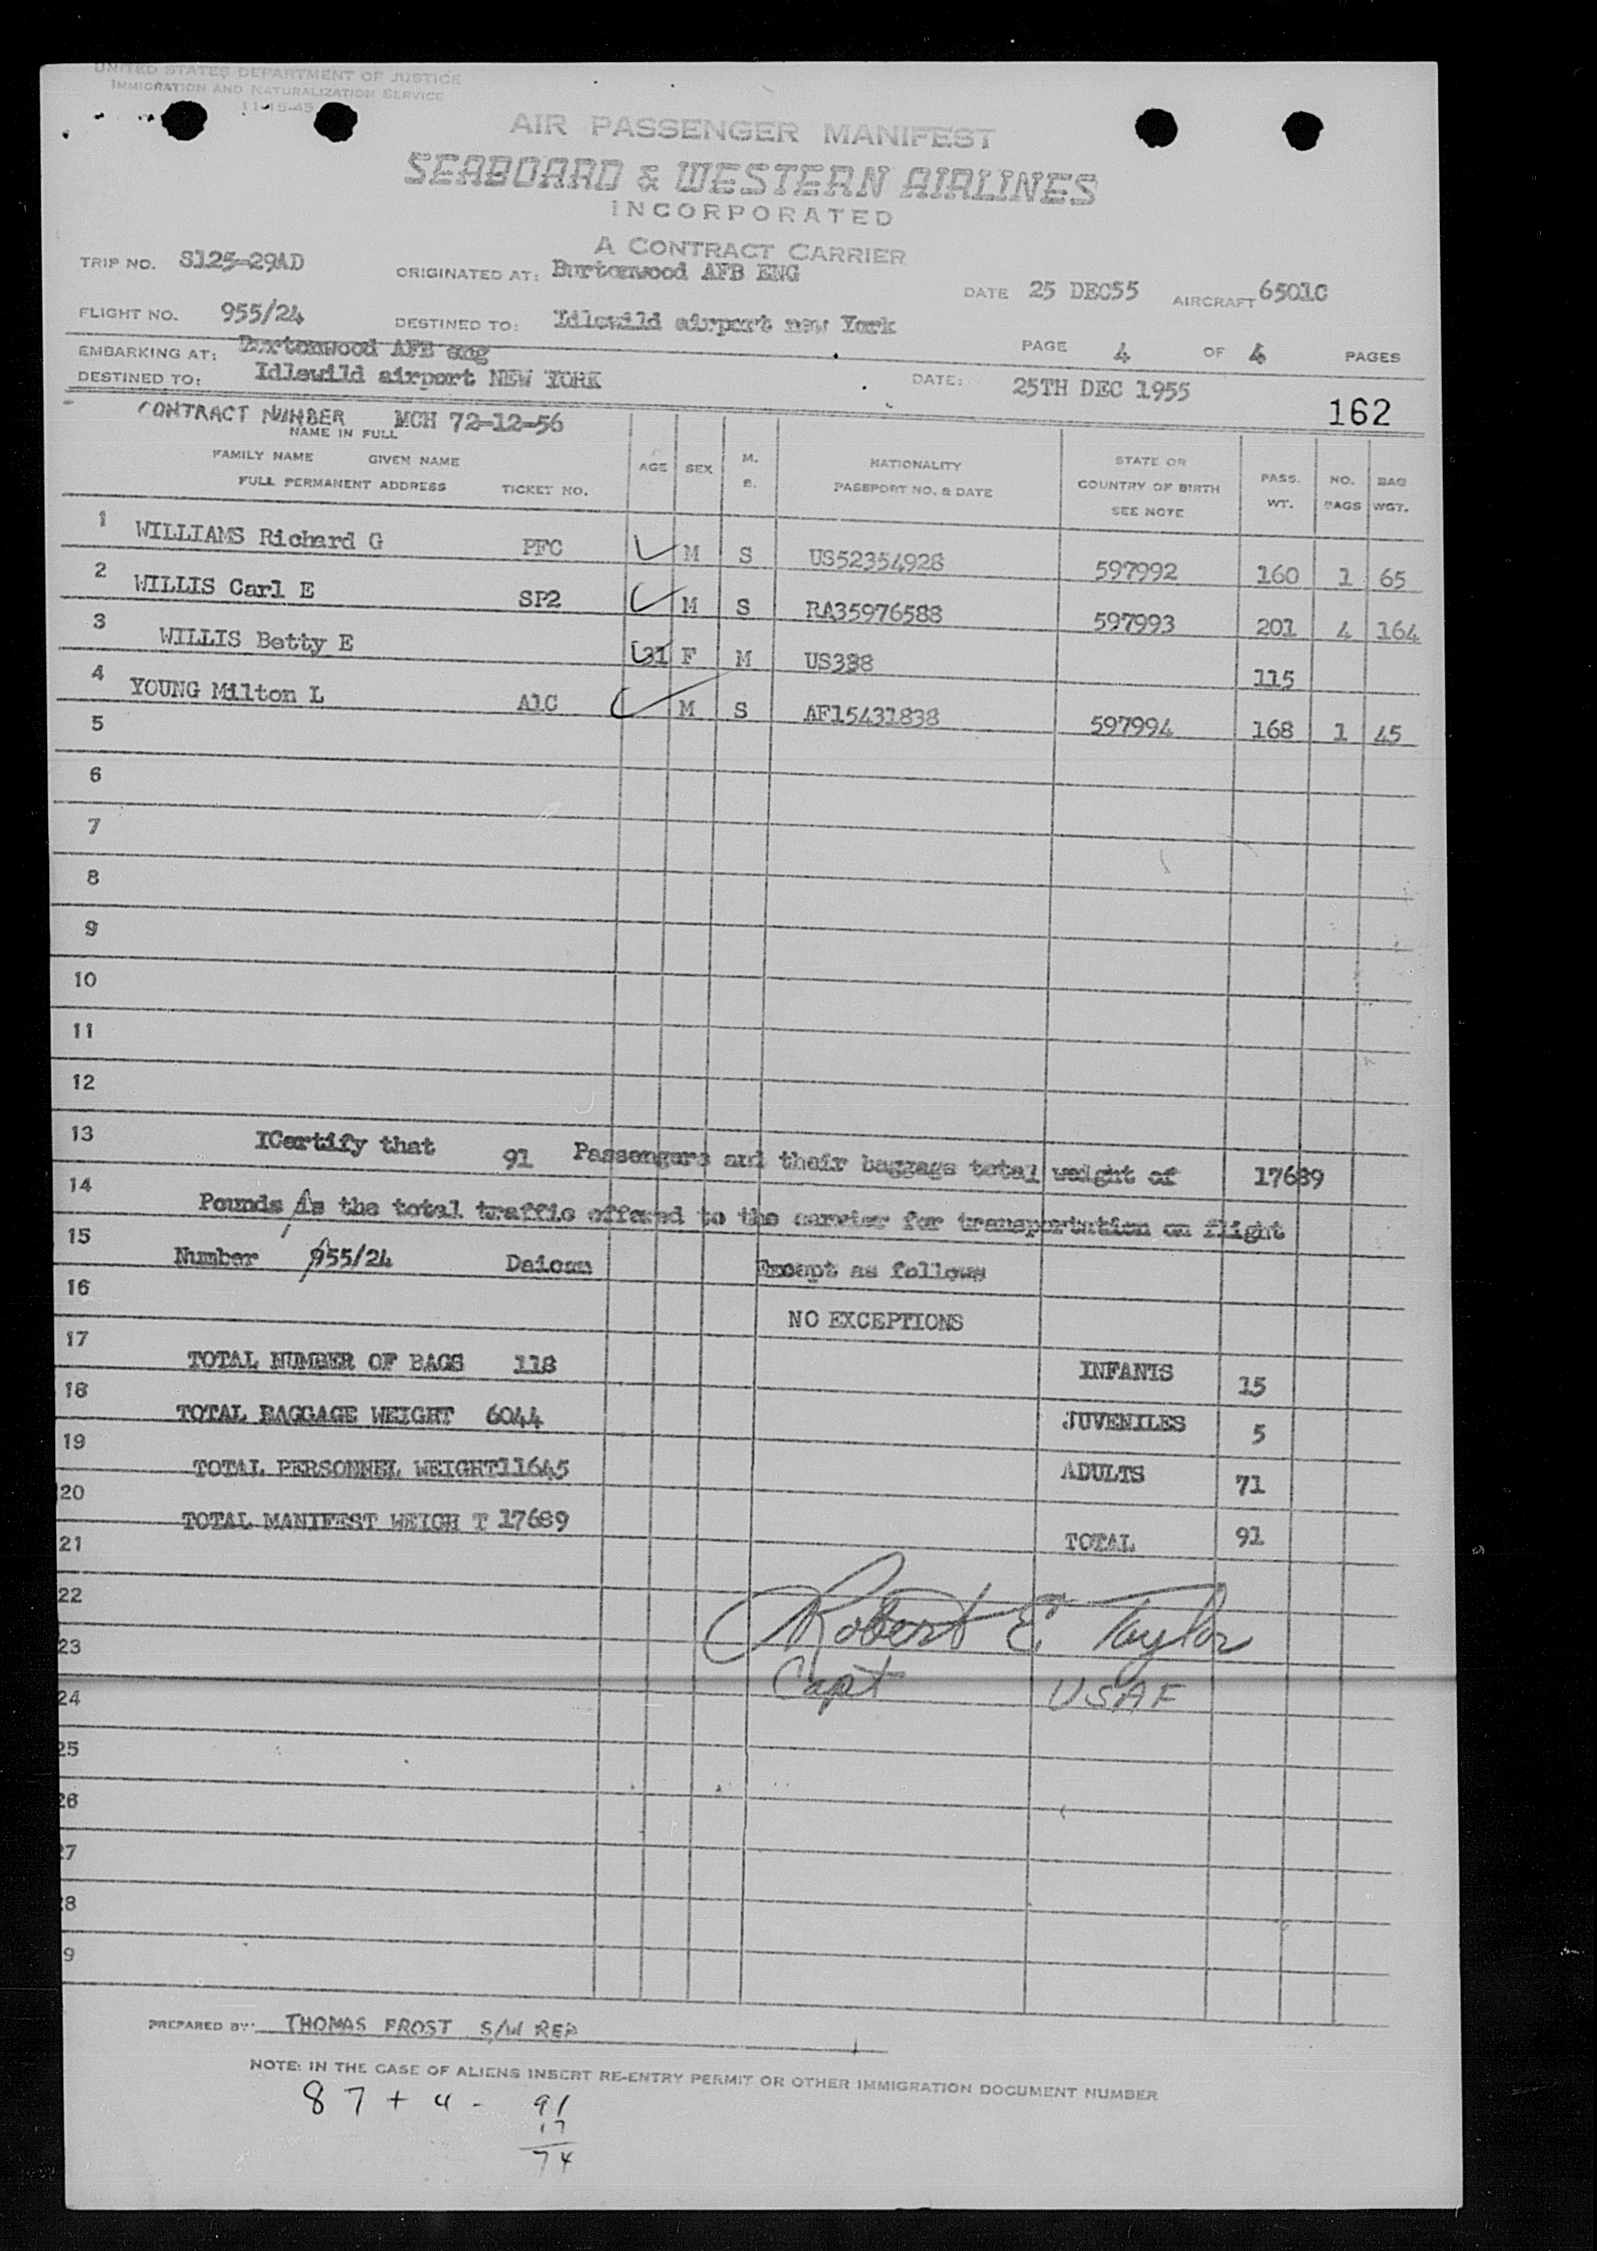 UNITED STATES DEPARTMENT OF JUSTICE
IMMIGRATION AND NATURALIZATION SERVICE
11-15-45
AIR PASSENGER MANIFEST
SEABOARD & WESTERN AIRLINES
INCORPORATED
A CONTRACT CARRIER
TRIP NO. S125-29AD ORIGINATED AT: Burtonwood AFB ENG DATE 25 DEC55 AIRCRAFT 6501C
FLIGHT NO. 955/24 DESTINED TO: Idlewild airport new York
PAGE 4 OF 4 PAGES
EMBARKING AT: Burtonwood AFB eng
DESTINED TO: Idlewild airport NEW YORK DATE: 25TH DEC 1955
162
CONTRACT NUMBER MCH 72-12-56
NAME IN FULL
FAMILY NAME GIVEN NAME AGE SEX M. S. NATIONALITY PASSPORT NO. & DATE STATE OR COUNTRY OF BIRTH SEE NOTE PASS. WT. NO. BAGS BAG WGT.
FULL PERMANENT ADDRESS TICKET NO.
1 WILLIAMS Richard G PFC M S US52354928 597992 160 1 65
2 WILLIS Carl E SP2 M S RA35976588 597993 201 4 164
3 WILLIS Betty E 31 F M US338 115
4 YOUNG Milton L A1C M S AF15431838 597994 168 1 45
5
6
7
8
9
10
11
12
13 ICertify that 91 Passengers and their baggage total weight of 17689
14 Pounds is the total traffic offered to the carrier for transportation on flight
15 Number 955/24 Daicom Except as follows
16 NO EXCEPTIONS
17 TOTAL NUMBER OF BAGS 118 INFANTS 15
18 TOTAL BAGGAGE WEIGHT 6044 JUVENILES 5
19 TOTAL PERSONNEL WEIGHT11645 ADULTS 71
20 TOTAL MANIFEST WEIGH T 17689 TOTAL 91
21
22 Robert E Taylor
23 Capt USAF
24
25
26
27
28
9
PREPARED BY: THOMAS FROST S/W REP
NOTE: IN THE CASE OF ALIENS INSERT RE-ENTRY PERMIT OR OTHER IMMIGRATION DOCUMENT NUMBER
87 + 4 - 91
17
74